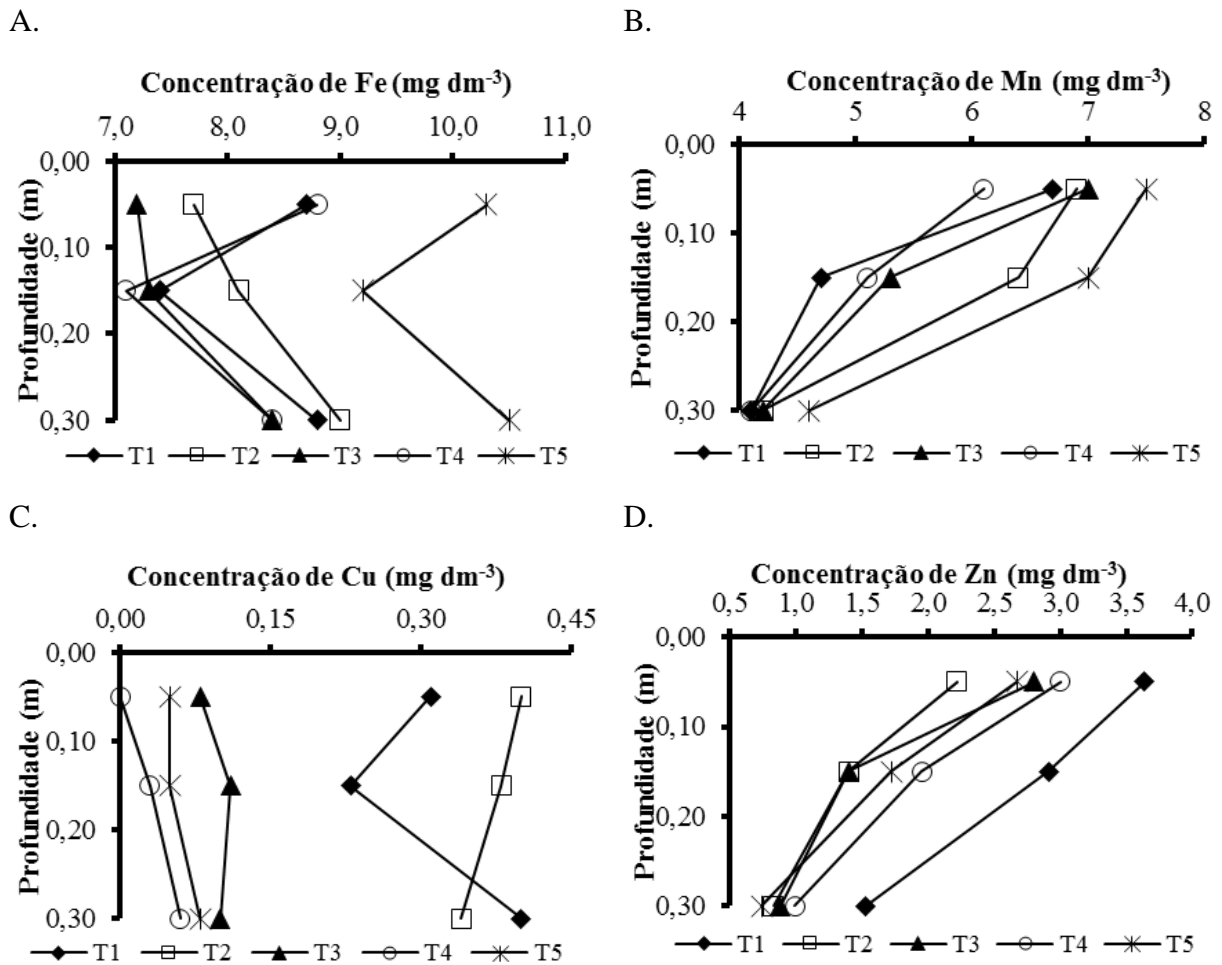 A.
Concentração de Fe (mg dm-3)
7,0 8,0 9,0 10,0 11,0
0,00
0,10
0,20
0,30
Profundidade (m)
T1 T2 T3 T4 T5
B.
Concentração de Mn (mg dm-3)
4 5 6 7 8
0,00
0,10
0,20
0,30
Profundidade (m)
T1 T2 T3 T4 T5
C.
Concentração de Cu (mg dm-3)
0,00 0,15 0,30 0,45
0,00
0,10
0,20
0,30
Profundidade (m)
T1 T2 T3 T4 T5
D.
Concentração de Zn (mg dm-3)
0,5 1,0 1,5 2,0 2,5 3,0 3,5 4,0
0,00
0,10
0,20
0,30
Profundidade (m)
T1 T2 T3 T4 T5